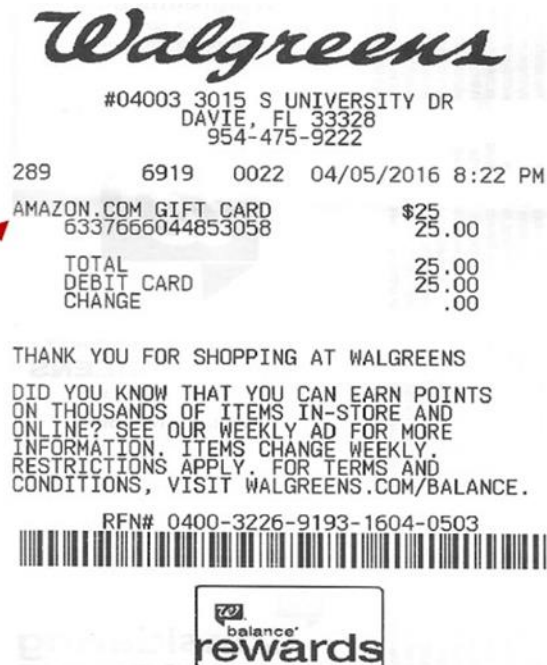 Walgreens
#04003 3015 S UNIVERSITY DR
DAVIE, FL 33328
954-475-9222
289 6919 0022 04/05/2016 8:22 PM
AMAZON.COM GIFT CARD $25
6337666044853058 25.00
TOTAL 25.00
DEBIT CARD 25.00
CHANGE .00
THANK YOU FOR SHOPPING AT WALGREENS
DID YOU KNOW THAT YOU CAN EARN POINTS
ON THOUSANDS OF ITEMS IN-STORE AND
ONLINE? SEE OUR WEEKLY AD FOR MORE
INFORMATION. ITEMS CHANGE WEEKLY.
RESTRICTIONS APPLY. FOR TERMS AND
CONDITIONS, VISIT WALGREENS.COM/BALANCE.
RFN# 0400-3226-9193-1604-0503
W
balance®
rewards